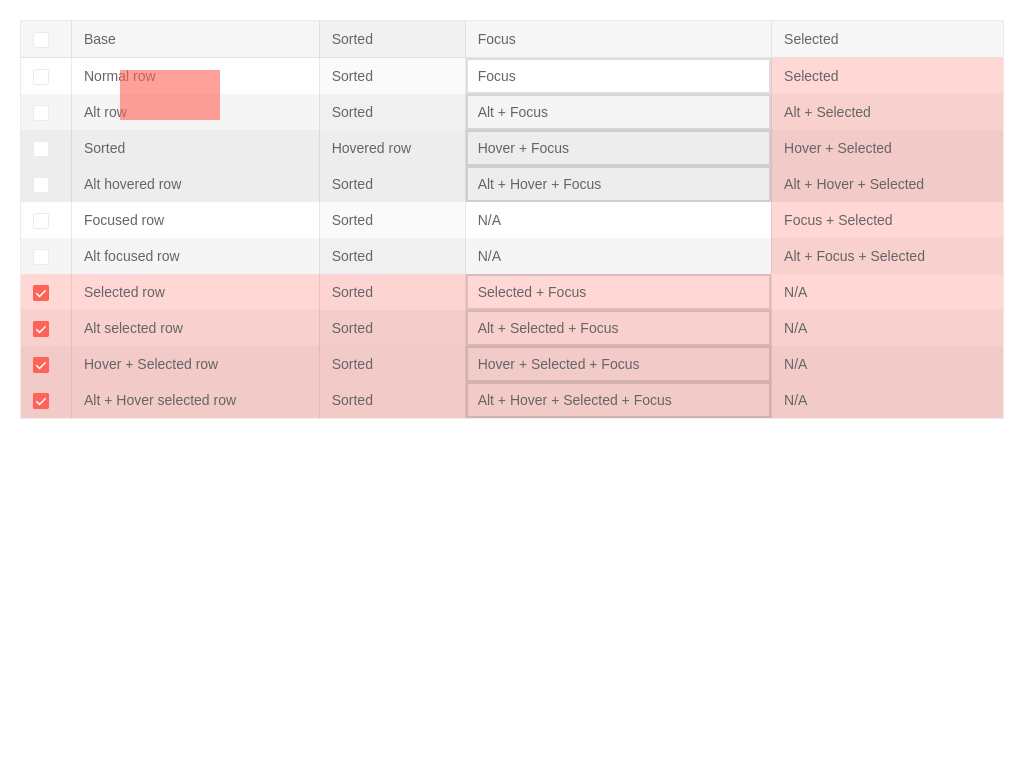 Base Sorted Focus Selected
Normal row Sorted Focus Selected
Alt row Sorted Alt + Focus Alt + Selected
Sorted Hovered row Hover + Focus Hover + Selected
Alt hovered row Sorted Alt + Hover + Focus Alt + Hover + Selected
Focused row Sorted N/A Focus + Selected
Alt focused row Sorted N/A Alt + Focus + Selected
Selected row Sorted Selected + Focus N/A
Alt selected row Sorted Alt + Selected + Focus N/A
Hover + Selected row Sorted Hover + Selected + Focus N/A
Alt + Hover selected row Sorted Alt + Hover + Selected + Focus N/A